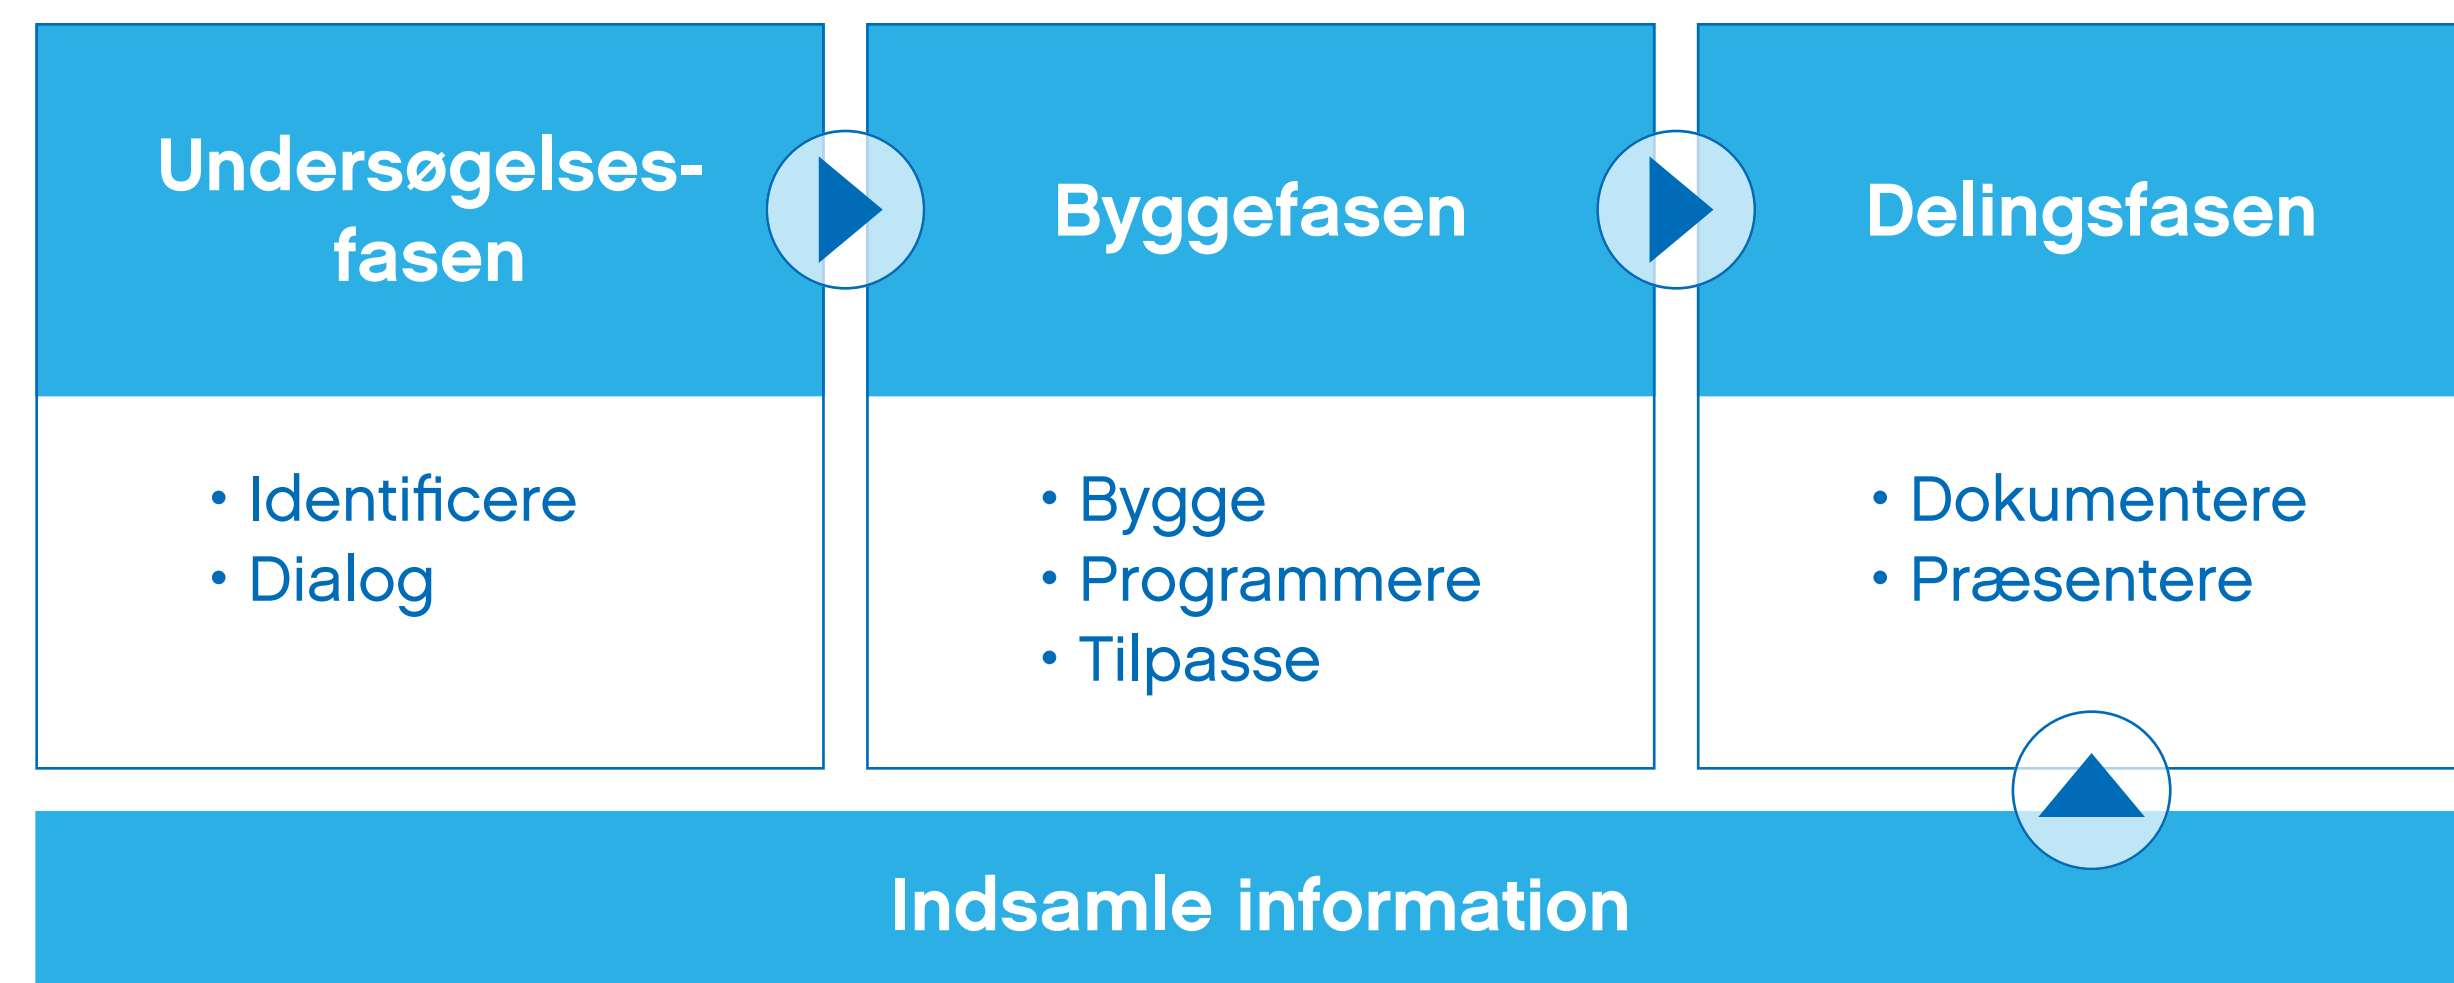 Undersøgelses-
fasen
Byggefasen
Delingsfasen
• Identificere
• Dialog
• Bygge
• Programmere
• Tilpasse
• Dokumentere
• Præsentere
Indsamle information